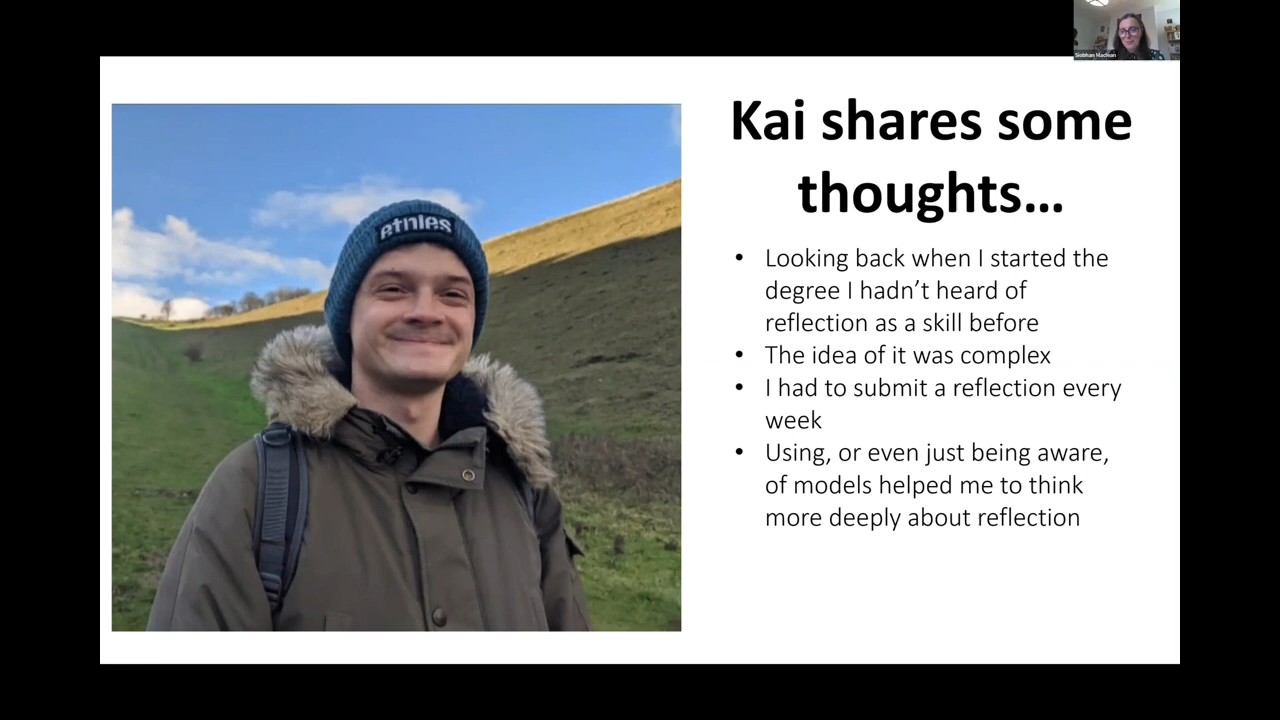 Siobhan Maclean
Kai shares some
thoughts...
etnies
• Looking back when I started the
degree I hadn’t heard of
reflection as a skill before
• The idea of it was complex
• I had to submit a reflection every
week
• Using, or even just being aware,
of models helped me to think
more deeply about reflection